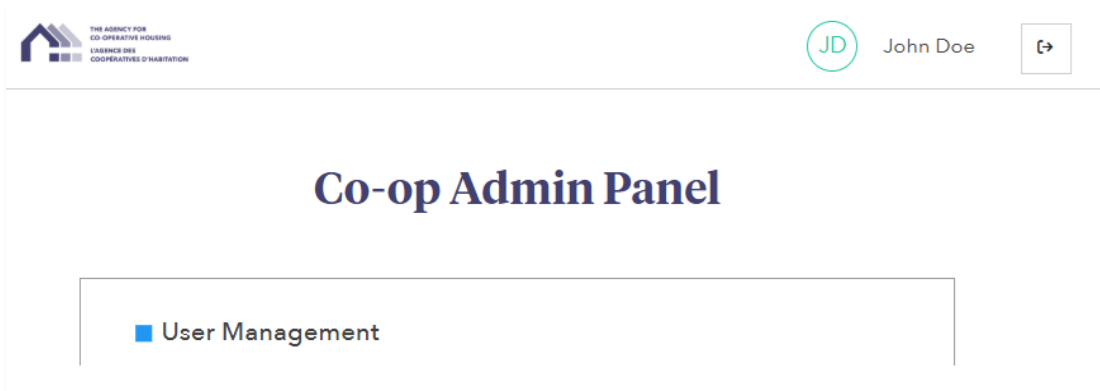 THE AGENCY FOR
CO-OPERATIVE HOUSING
L'AGENCE DES
COOPÉRATIVES D'HABITATION
JD
John Doe
Co-op Admin Panel
User Management